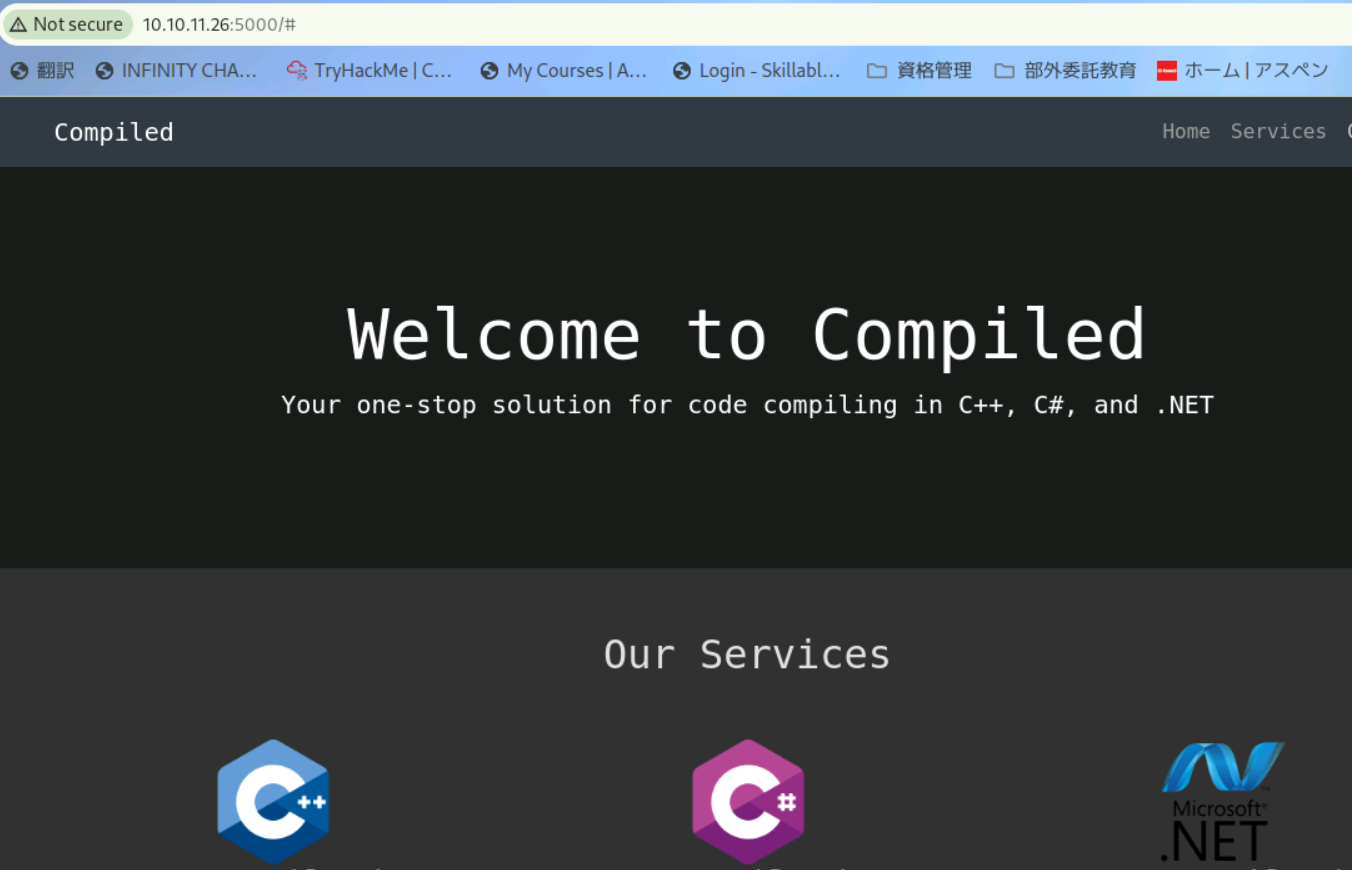 Not secure 10.10.11.26:5000/#
翻訳 INFINITY CHA... TryHackMe | C... My Courses | A... Login - Skillabl... 資格管理 部外委託教育 ホーム | アスペン
Compiled Home Services
Welcome to Compiled
Your one-stop solution for code compiling in C++, C#, and .NET
Our Services
C++ C# Microsoft
.NET